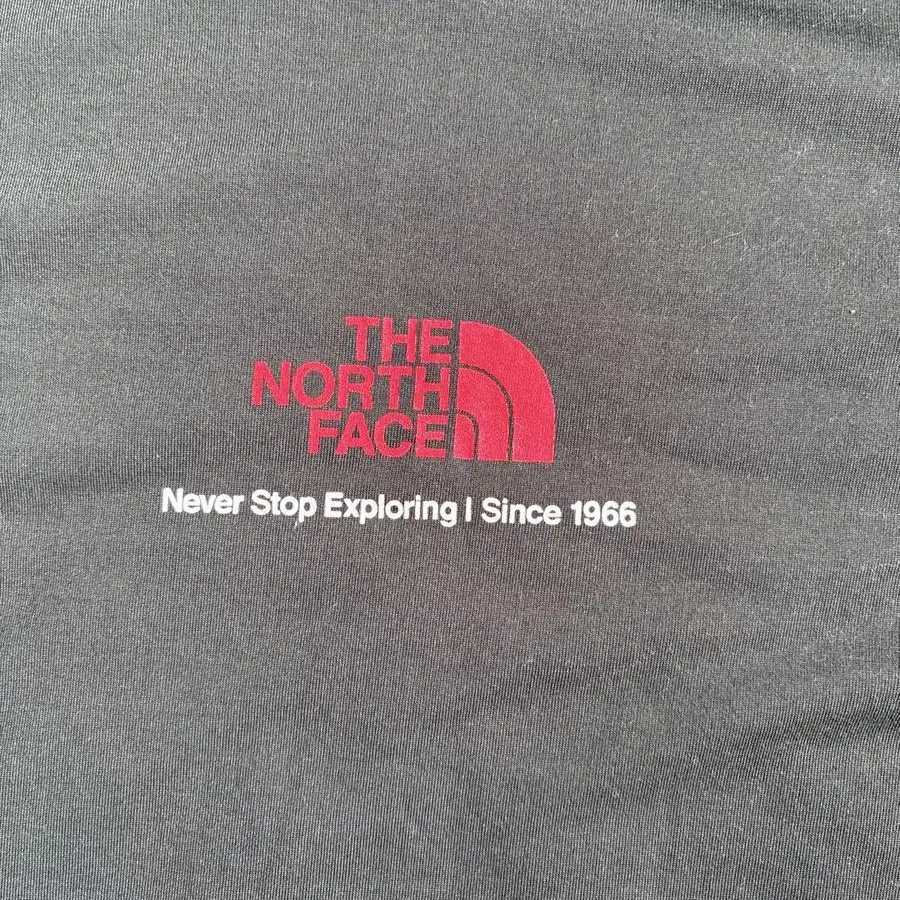 THE
NORTH
FACE
Never Stop Exploring | Since 1966